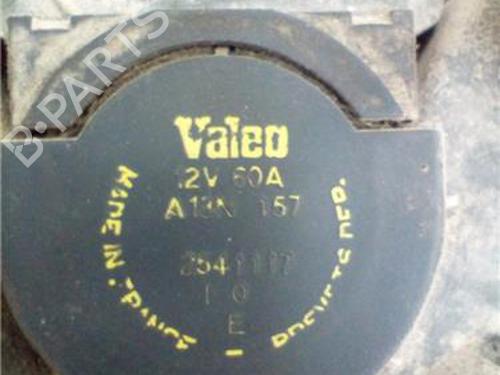 B-PARTS
Valeo
12V 60A
A13N 157
2541117
I O
E
MADE IN FRANCE